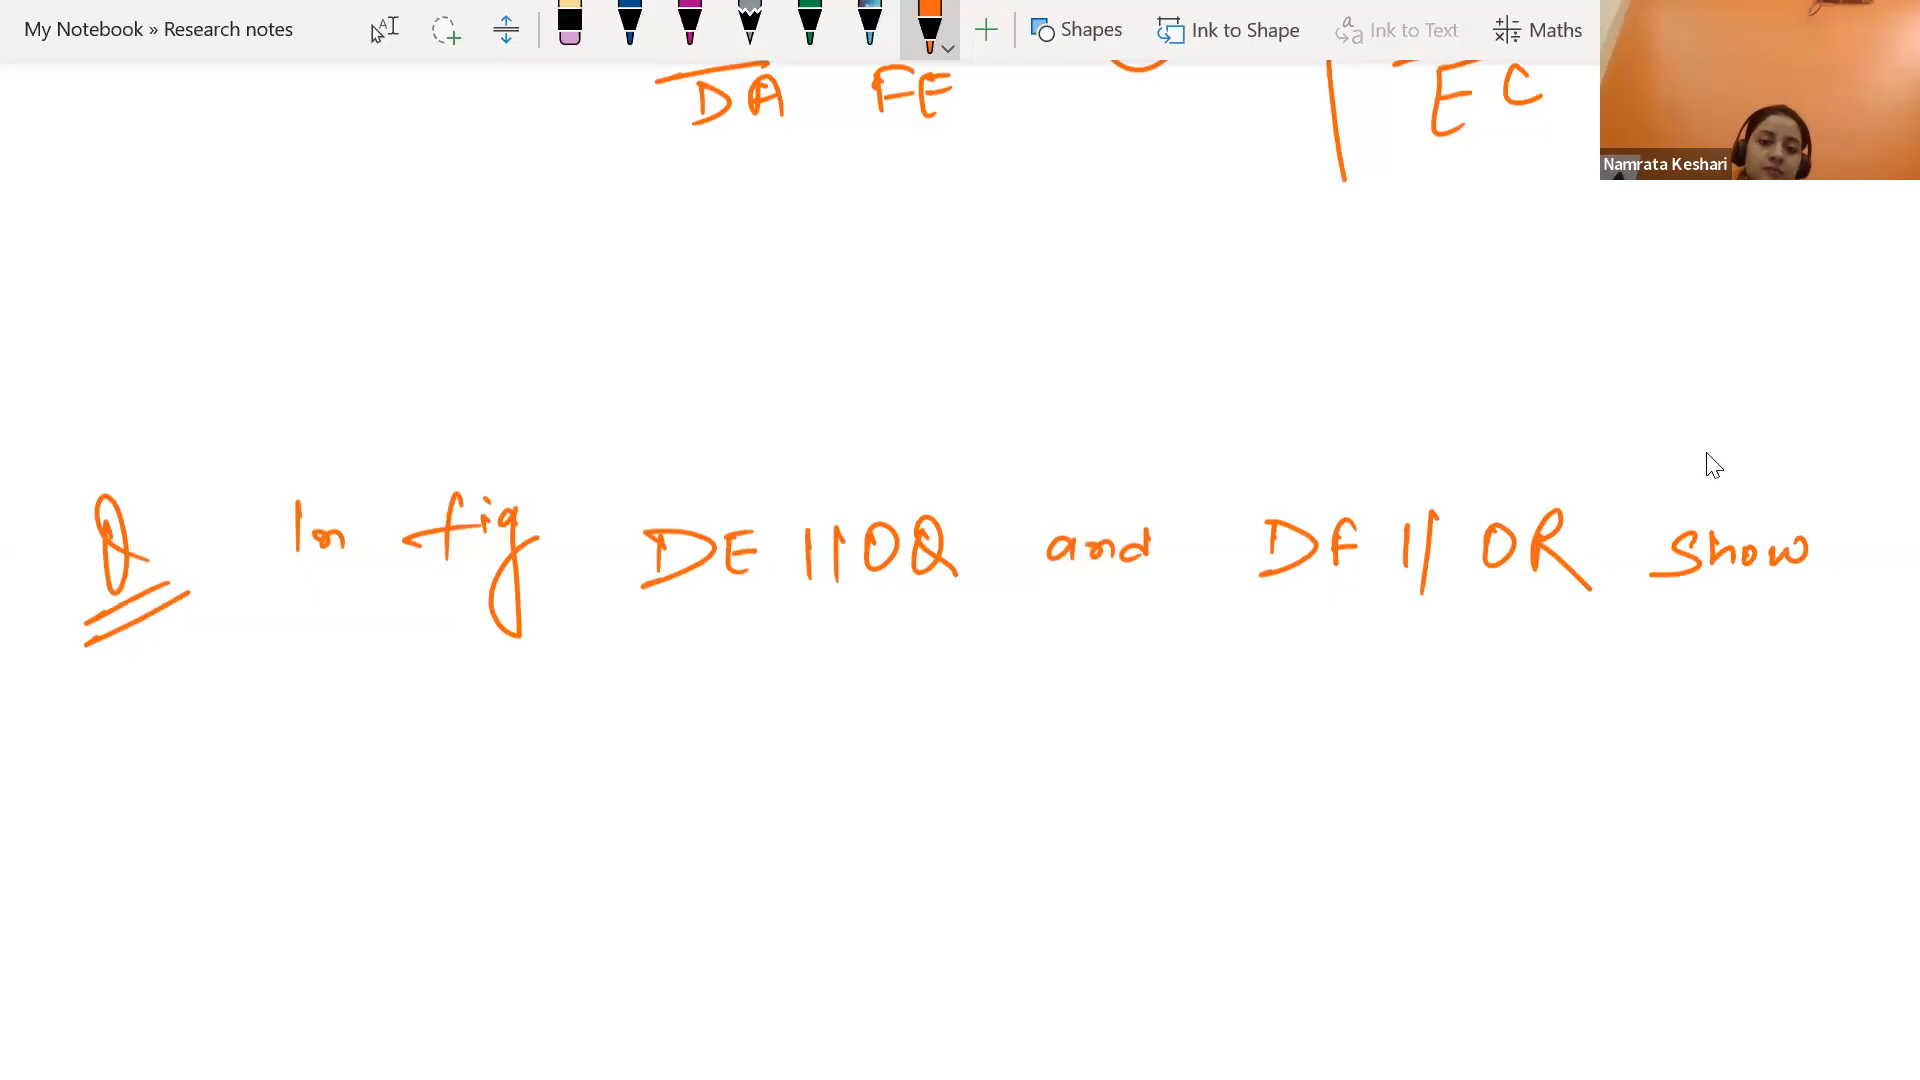 My Notebook » Research notes
Shapes
Ink to Shape
Ink to Text
Maths
DA FE
EC
Namrata Keshari
Q In fig DE || OQ and DF || OR show